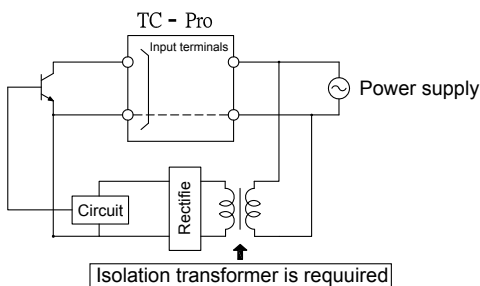 TC - Pro
Input terminals
Power supply
Circuit
Rectifie
Isolation transformer is requuired